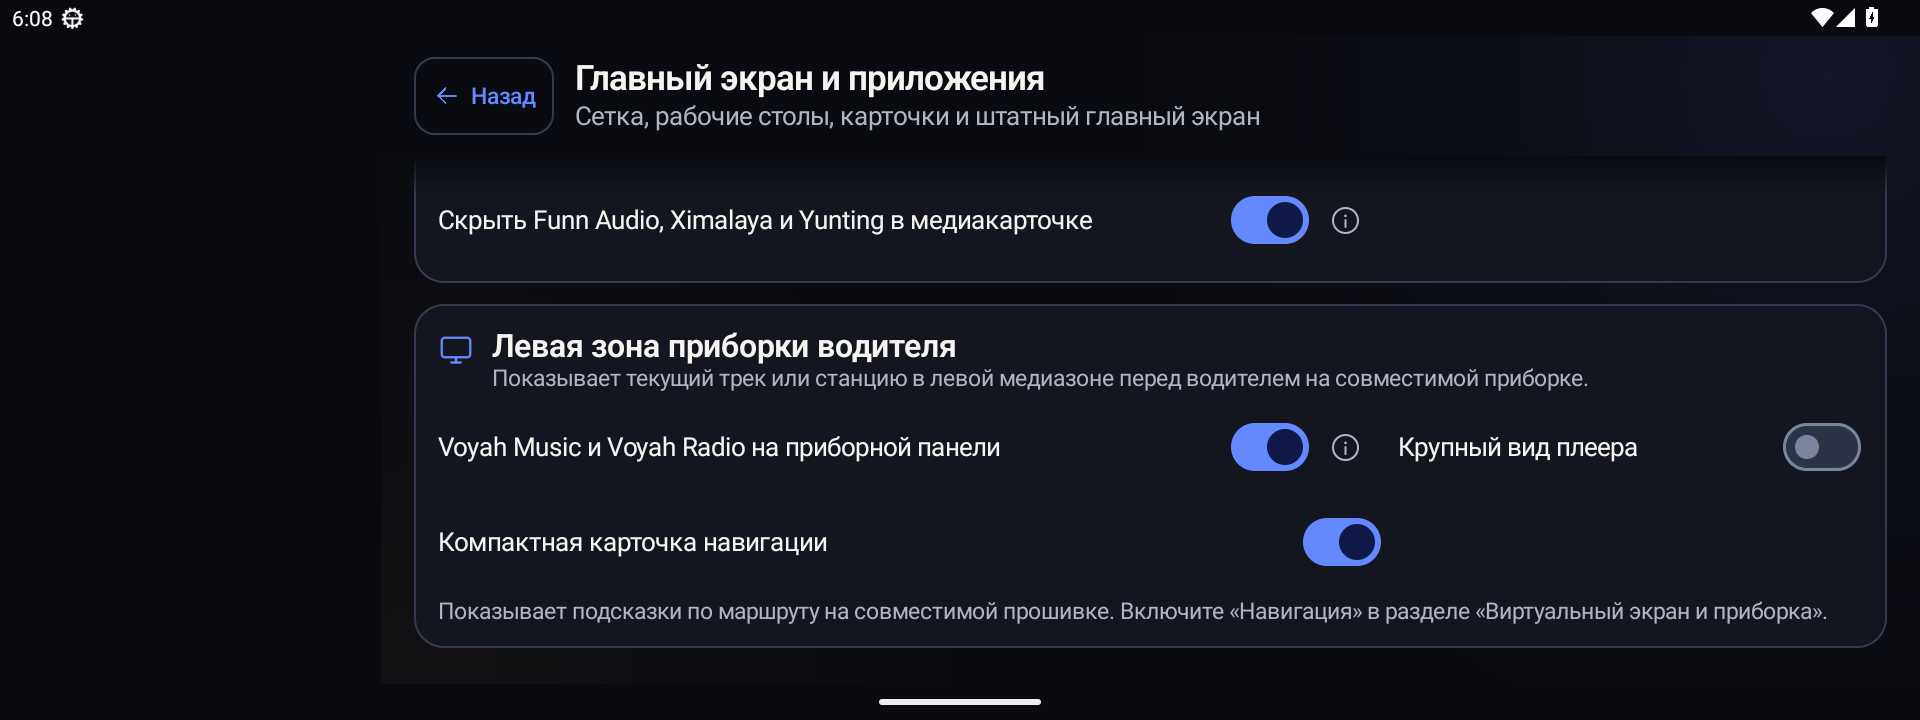 6:08
Назад
Главный экран и приложения
Сетка, рабочие столы, карточки и штатный главный экран
Скрыть Funn Audio, Ximalaya и Yunting в медиакарточке
Левая зона приборки водителя
Показывает текущий трек или станцию в левой медиазоне перед водителем на совместимой приборке.
Voyah Music и Voyah Radio на приборной панели
Крупный вид плеера
Компактная карточка навигации
Показывает подсказки по маршруту на совместимой прошивке. Включите «Навигация» в разделе «Виртуальный экран и приборка».